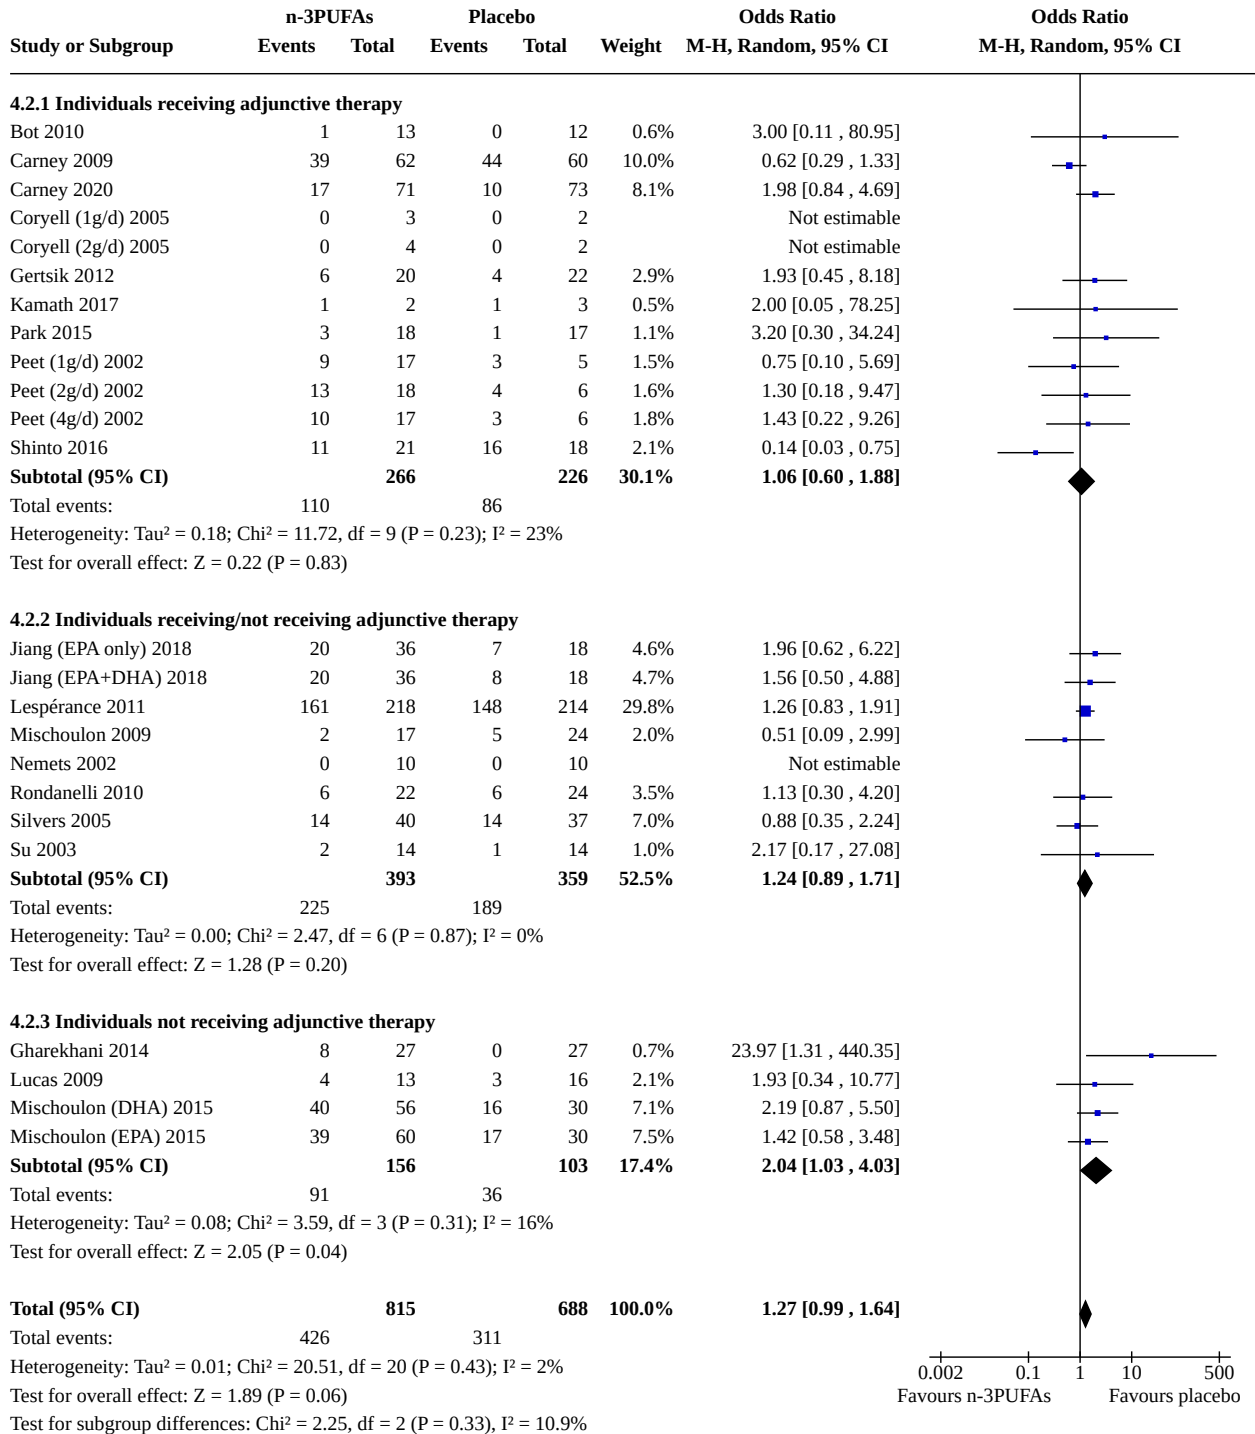 n-3PUFAs Placebo Odds Ratio Odds Ratio
Study or Subgroup Events Total Events Total Weight M-H, Random, 95% CI M-H, Random, 95% CI
4.2.1 Individuals receiving adjunctive therapy
Bot 2010 1 13 0 12 0.6% 3.00 [0.11 , 80.95]
Carney 2009 39 62 44 60 10.0% 0.62 [0.29 , 1.33]
Carney 2020 17 71 10 73 8.1% 1.98 [0.84 , 4.69]
Coryell (1g/d) 2005 0 3 0 2 Not estimable
Coryell (2g/d) 2005 0 4 0 2 Not estimable
Gertsik 2012 6 20 4 22 2.9% 1.93 [0.45 , 8.18]
Kamath 2017 1 2 1 3 0.5% 2.00 [0.05 , 78.25]
Park 2015 3 18 1 17 1.1% 3.20 [0.30 , 34.24]
Peet (1g/d) 2002 9 17 3 5 1.5% 0.75 [0.10 , 5.69]
Peet (2g/d) 2002 13 18 4 6 1.6% 1.30 [0.18 , 9.47]
Peet (4g/d) 2002 10 17 3 6 1.8% 1.43 [0.22 , 9.26]
Shinto 2016 11 21 16 18 2.1% 0.14 [0.03 , 0.75]
Subtotal (95% CI) 266 226 30.1% 1.06 [0.60 , 1.88]
Total events: 110 86
Heterogeneity: Tau² = 0.18; Chi² = 11.72, df = 9 (P = 0.23); I² = 23%
Test for overall effect: Z = 0.22 (P = 0.83)
4.2.2 Individuals receiving/not receiving adjunctive therapy
Jiang (EPA only) 2018 20 36 7 18 4.6% 1.96 [0.62 , 6.22]
Jiang (EPA+DHA) 2018 20 36 8 18 4.7% 1.56 [0.50 , 4.88]
Lespérance 2011 161 218 148 214 29.8% 1.26 [0.83 , 1.91]
Mischoulon 2009 2 17 5 24 2.0% 0.51 [0.09 , 2.99]
Nemets 2002 0 10 0 10 Not estimable
Rondanelli 2010 6 22 6 24 3.5% 1.13 [0.30 , 4.20]
Silvers 2005 14 40 14 37 7.0% 0.88 [0.35 , 2.24]
Su 2003 2 14 1 14 1.0% 2.17 [0.17 , 27.08]
Subtotal (95% CI) 393 359 52.5% 1.24 [0.89 , 1.71]
Total events: 225 189
Heterogeneity: Tau² = 0.00; Chi² = 2.47, df = 6 (P = 0.87); I² = 0%
Test for overall effect: Z = 1.28 (P = 0.20)
4.2.3 Individuals not receiving adjunctive therapy
Gharekhani 2014 8 27 0 27 0.7% 23.97 [1.31 , 440.35]
Lucas 2009 4 13 3 16 2.1% 1.93 [0.34 , 10.77]
Mischoulon (DHA) 2015 40 56 16 30 7.1% 2.19 [0.87 , 5.50]
Mischoulon (EPA) 2015 39 60 17 30 7.5% 1.42 [0.58 , 3.48]
Subtotal (95% CI) 156 103 17.4% 2.04 [1.03 , 4.03]
Total events: 91 36
Heterogeneity: Tau² = 0.08; Chi² = 3.59, df = 3 (P = 0.31); I² = 16%
Test for overall effect: Z = 2.05 (P = 0.04)
Total (95% CI) 815 688 100.0% 1.27 [0.99 , 1.64]
Total events: 426 311
Heterogeneity: Tau² = 0.01; Chi² = 20.51, df = 20 (P = 0.43); I² = 2%
Test for overall effect: Z = 1.89 (P = 0.06)
Test for subgroup differences: Chi² = 2.25, df = 2 (P = 0.33), I² = 10.9%
0.002 0.1 1 10 500
Favours n-3PUFAs Favours placebo